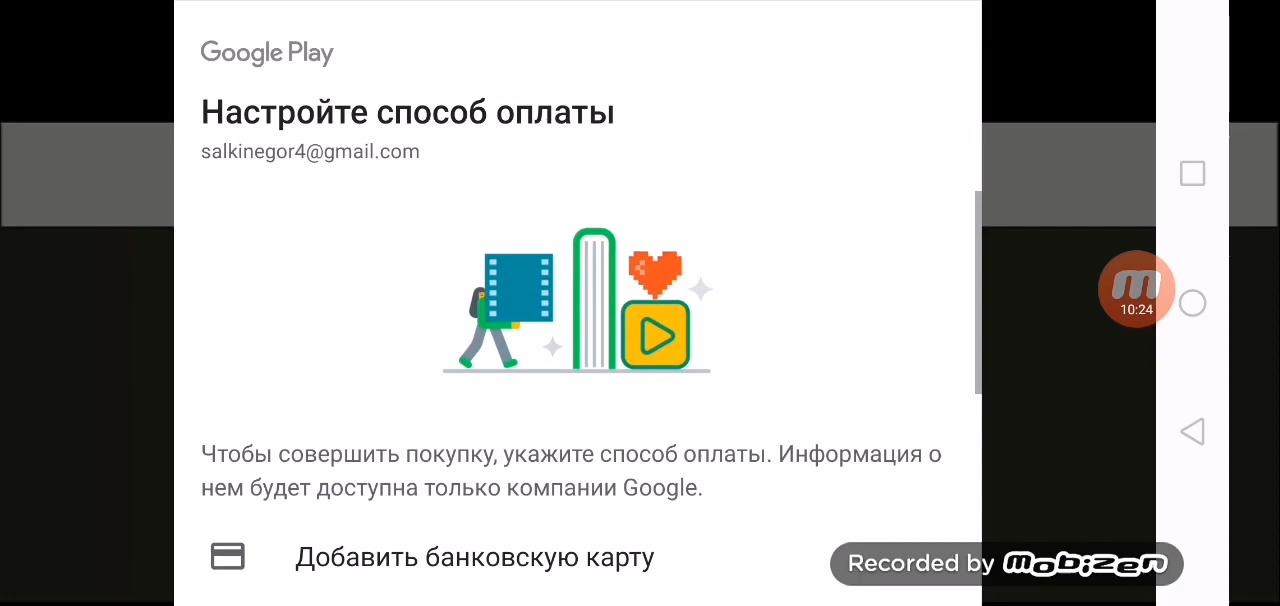 Google Play
Настройте способ оплаты
salkinegor4@gmail.com
10:24
Чтобы совершить покупку, укажите способ оплаты. Информация о
нем будет доступна только компании Google.
Добавить банковскую карту
Recorded by mobizen